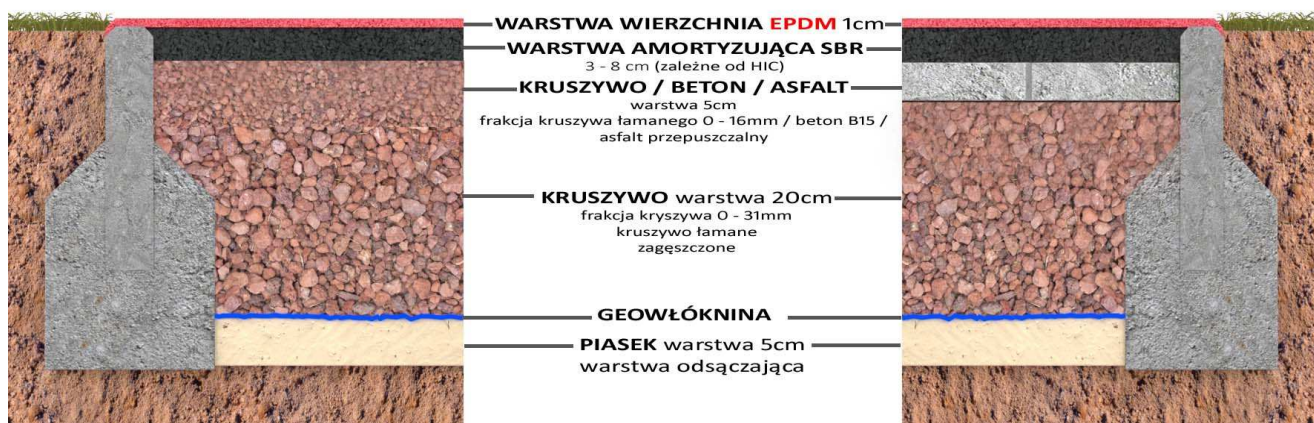 WARSTWA WIERZCHNIA EPDM 1cm
WARSTWA AMORTYZUJĄCA SBR
3 - 8 cm (zależne od HIC)
KRUSZYWO / BETON / ASFALT
warstwa 5cm
frakcja kruszywa łamanego 0 - 16mm / beton B15 /
asfalt przepuszczalny
KRUSZYWO warstwa 20cm
frakcja kryszywa 0 - 31mm
kruszywo łamane
zagęszczone
GEOWŁÓKNINA
PIASEK warstwa 5cm
warstwa odsączająca